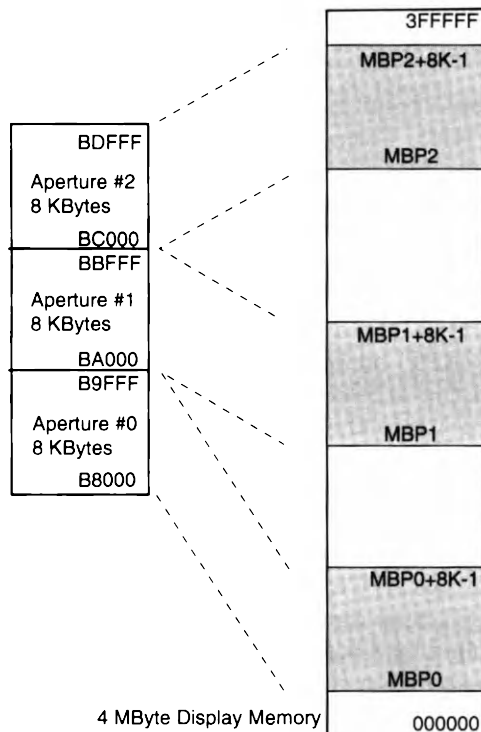 BDFFF
Aperture #2
8 KBytes
BC000
BBFFF
Aperture #1
8 KBytes
BA000
B9FFF
Aperture #0
8 KBytes
B8000
3FFFFF
MBP2+8K-1
MBP2
MBP1+8K-1
MBP1
MBP0+8K-1
MBP0
4 MByte Display Memory
000000